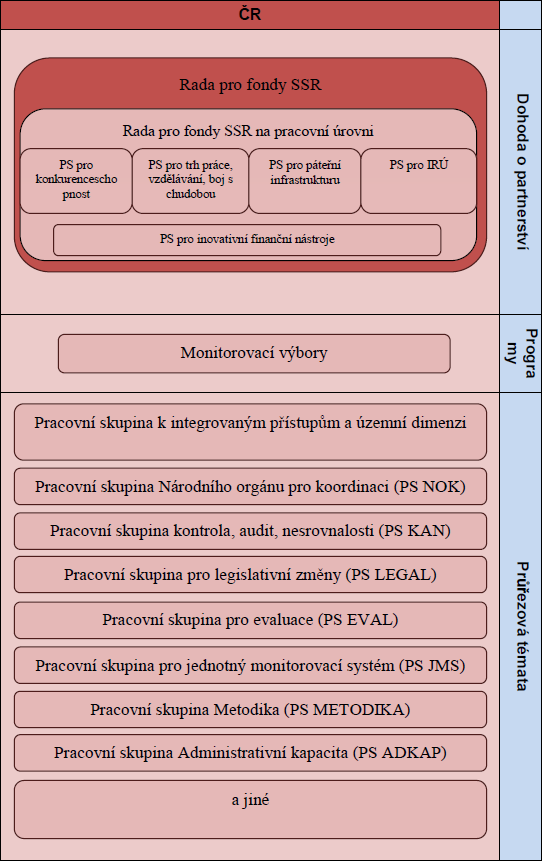 ČR
Dohoda o partnerství
Rada pro fondy SSR
Rada pro fondy SSR na pracovní úrovni
PS pro
konkurencescho
pnost
PS pro trh práce,
vzdělávání, boj s
chudobou
PS pro páteřní
infrastrukturu
PS pro IRÚ
PS pro inovativní finanční nástroje
Progra
my
Monitorovací výbory
Průřezová témata
Pracovní skupina k integrovaným přístupům a územní dimenzi
Pracovní skupina Národního orgánu pro koordinaci (PS NOK)
Pracovní skupina kontrola, audit, nesrovnalosti (PS KAN)
Pracovní skupina pro legislativní změny (PS LEGAL)
Pracovní skupina pro evaluace (PS EVAL)
Pracovní skupina pro jednotný monitorovací systém (PS JMS)
Pracovní skupina Metodika (PS METODIKA)
Pracovní skupina Administrativní kapacita (PS ADKAP)
a jiné